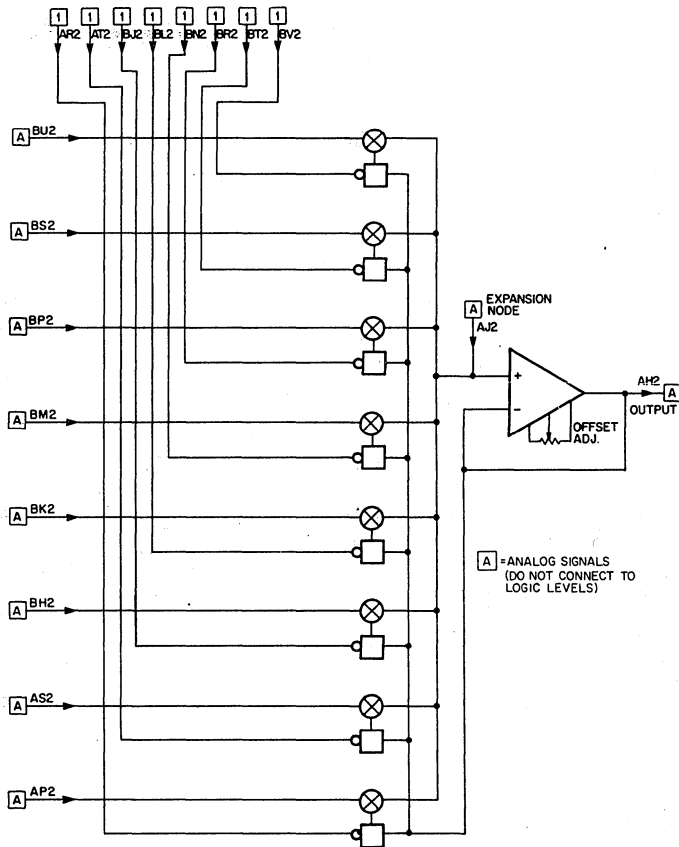 1 1 1 1 1 1 1 1
AR2 AT2 BJ2 BL2 BN2 BR2 BT2 BV2
A BU2
A BS2
A EXPANSION
NODE
AJ2
A BP2
+
AH2
A
-
OUTPUT
OFFSET
ADJ.
A BM2
A BK2
A =ANALOG SIGNALS
(DO NOT CONNECT TO
LOGIC LEVELS)
A BH2
A AS2
A AP2